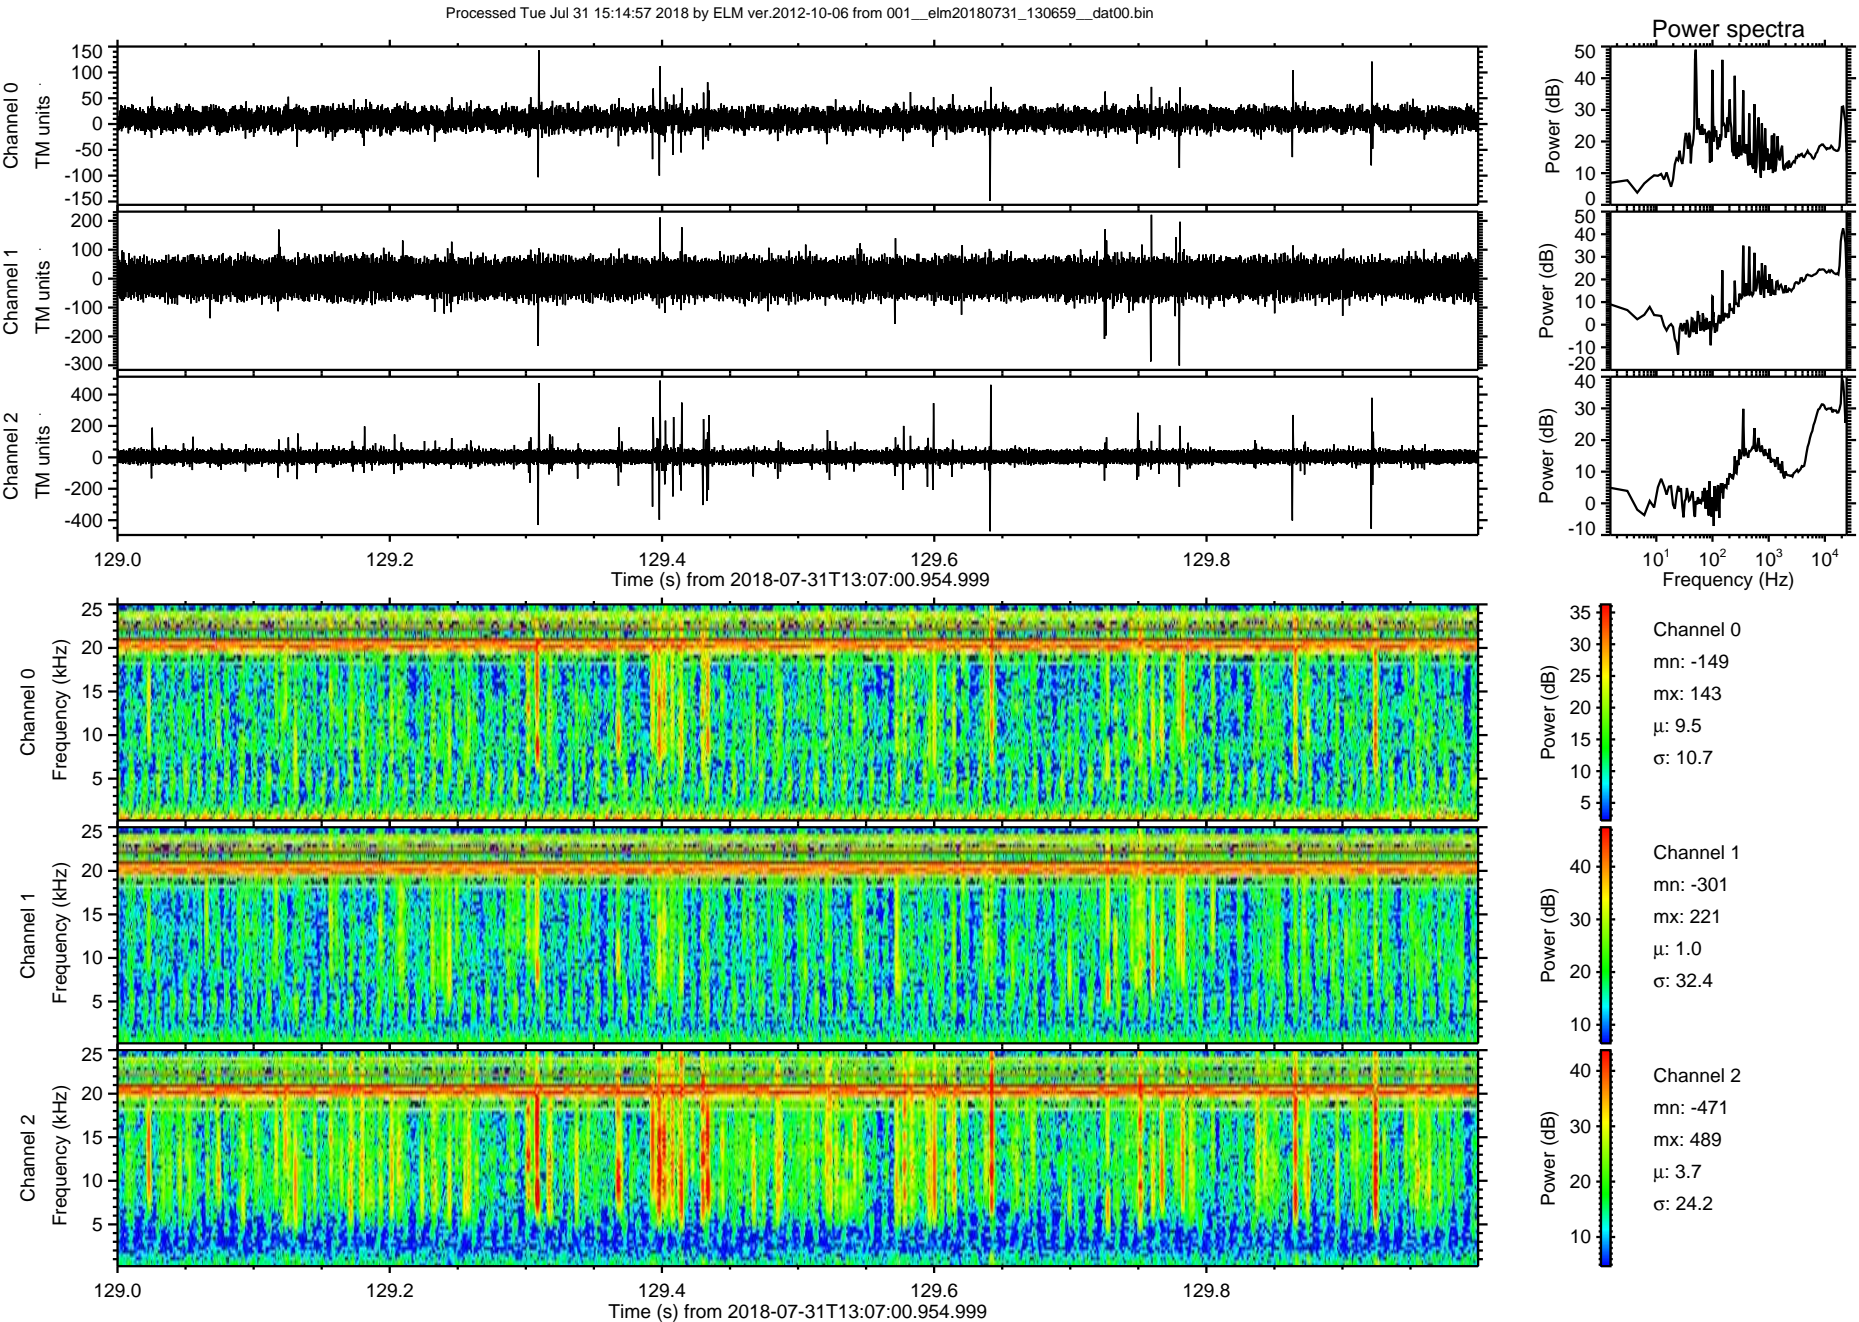 Processed Tue Jul 31 15:14:57 2018 by ELM ver.2012-10-06 from 001__elm20180731_130659__dat00.bin
Power spectra
Channel 0
TM units
150
100
50
0
-50
-100
-150
Power (dB)
50
40
30
20
10
0
Channel 1
TM units
200
100
0
-100
-200
-300
Power (dB)
50
40
30
20
10
0
-10
-20
Channel 2
TM units
400
200
0
-200
-400
Power (dB)
40
30
20
10
0
-10
129.0 129.2 129.4 129.6 129.8
Time (s) from 2018-07-31T13:07:00.954.999
10¹ 10² 10³ 10⁴
Frequency (Hz)
Channel 0
Frequency (kHz)
25
20
15
10
5
Power (dB)
35
30
25
20
15
10
5
Channel 0
mn: -149
mx: 143
μ: 9.5
σ: 10.7
Channel 1
Frequency (kHz)
25
20
15
10
5
Power (dB)
40
30
20
10
Channel 1
mn: -301
mx: 221
μ: 1.0
σ: 32.4
Channel 2
Frequency (kHz)
25
20
15
10
5
Power (dB)
40
30
20
10
Channel 2
mn: -471
mx: 489
μ: 3.7
σ: 24.2
129.0 129.2 129.4 129.6 129.8
Time (s) from 2018-07-31T13:07:00.954.999